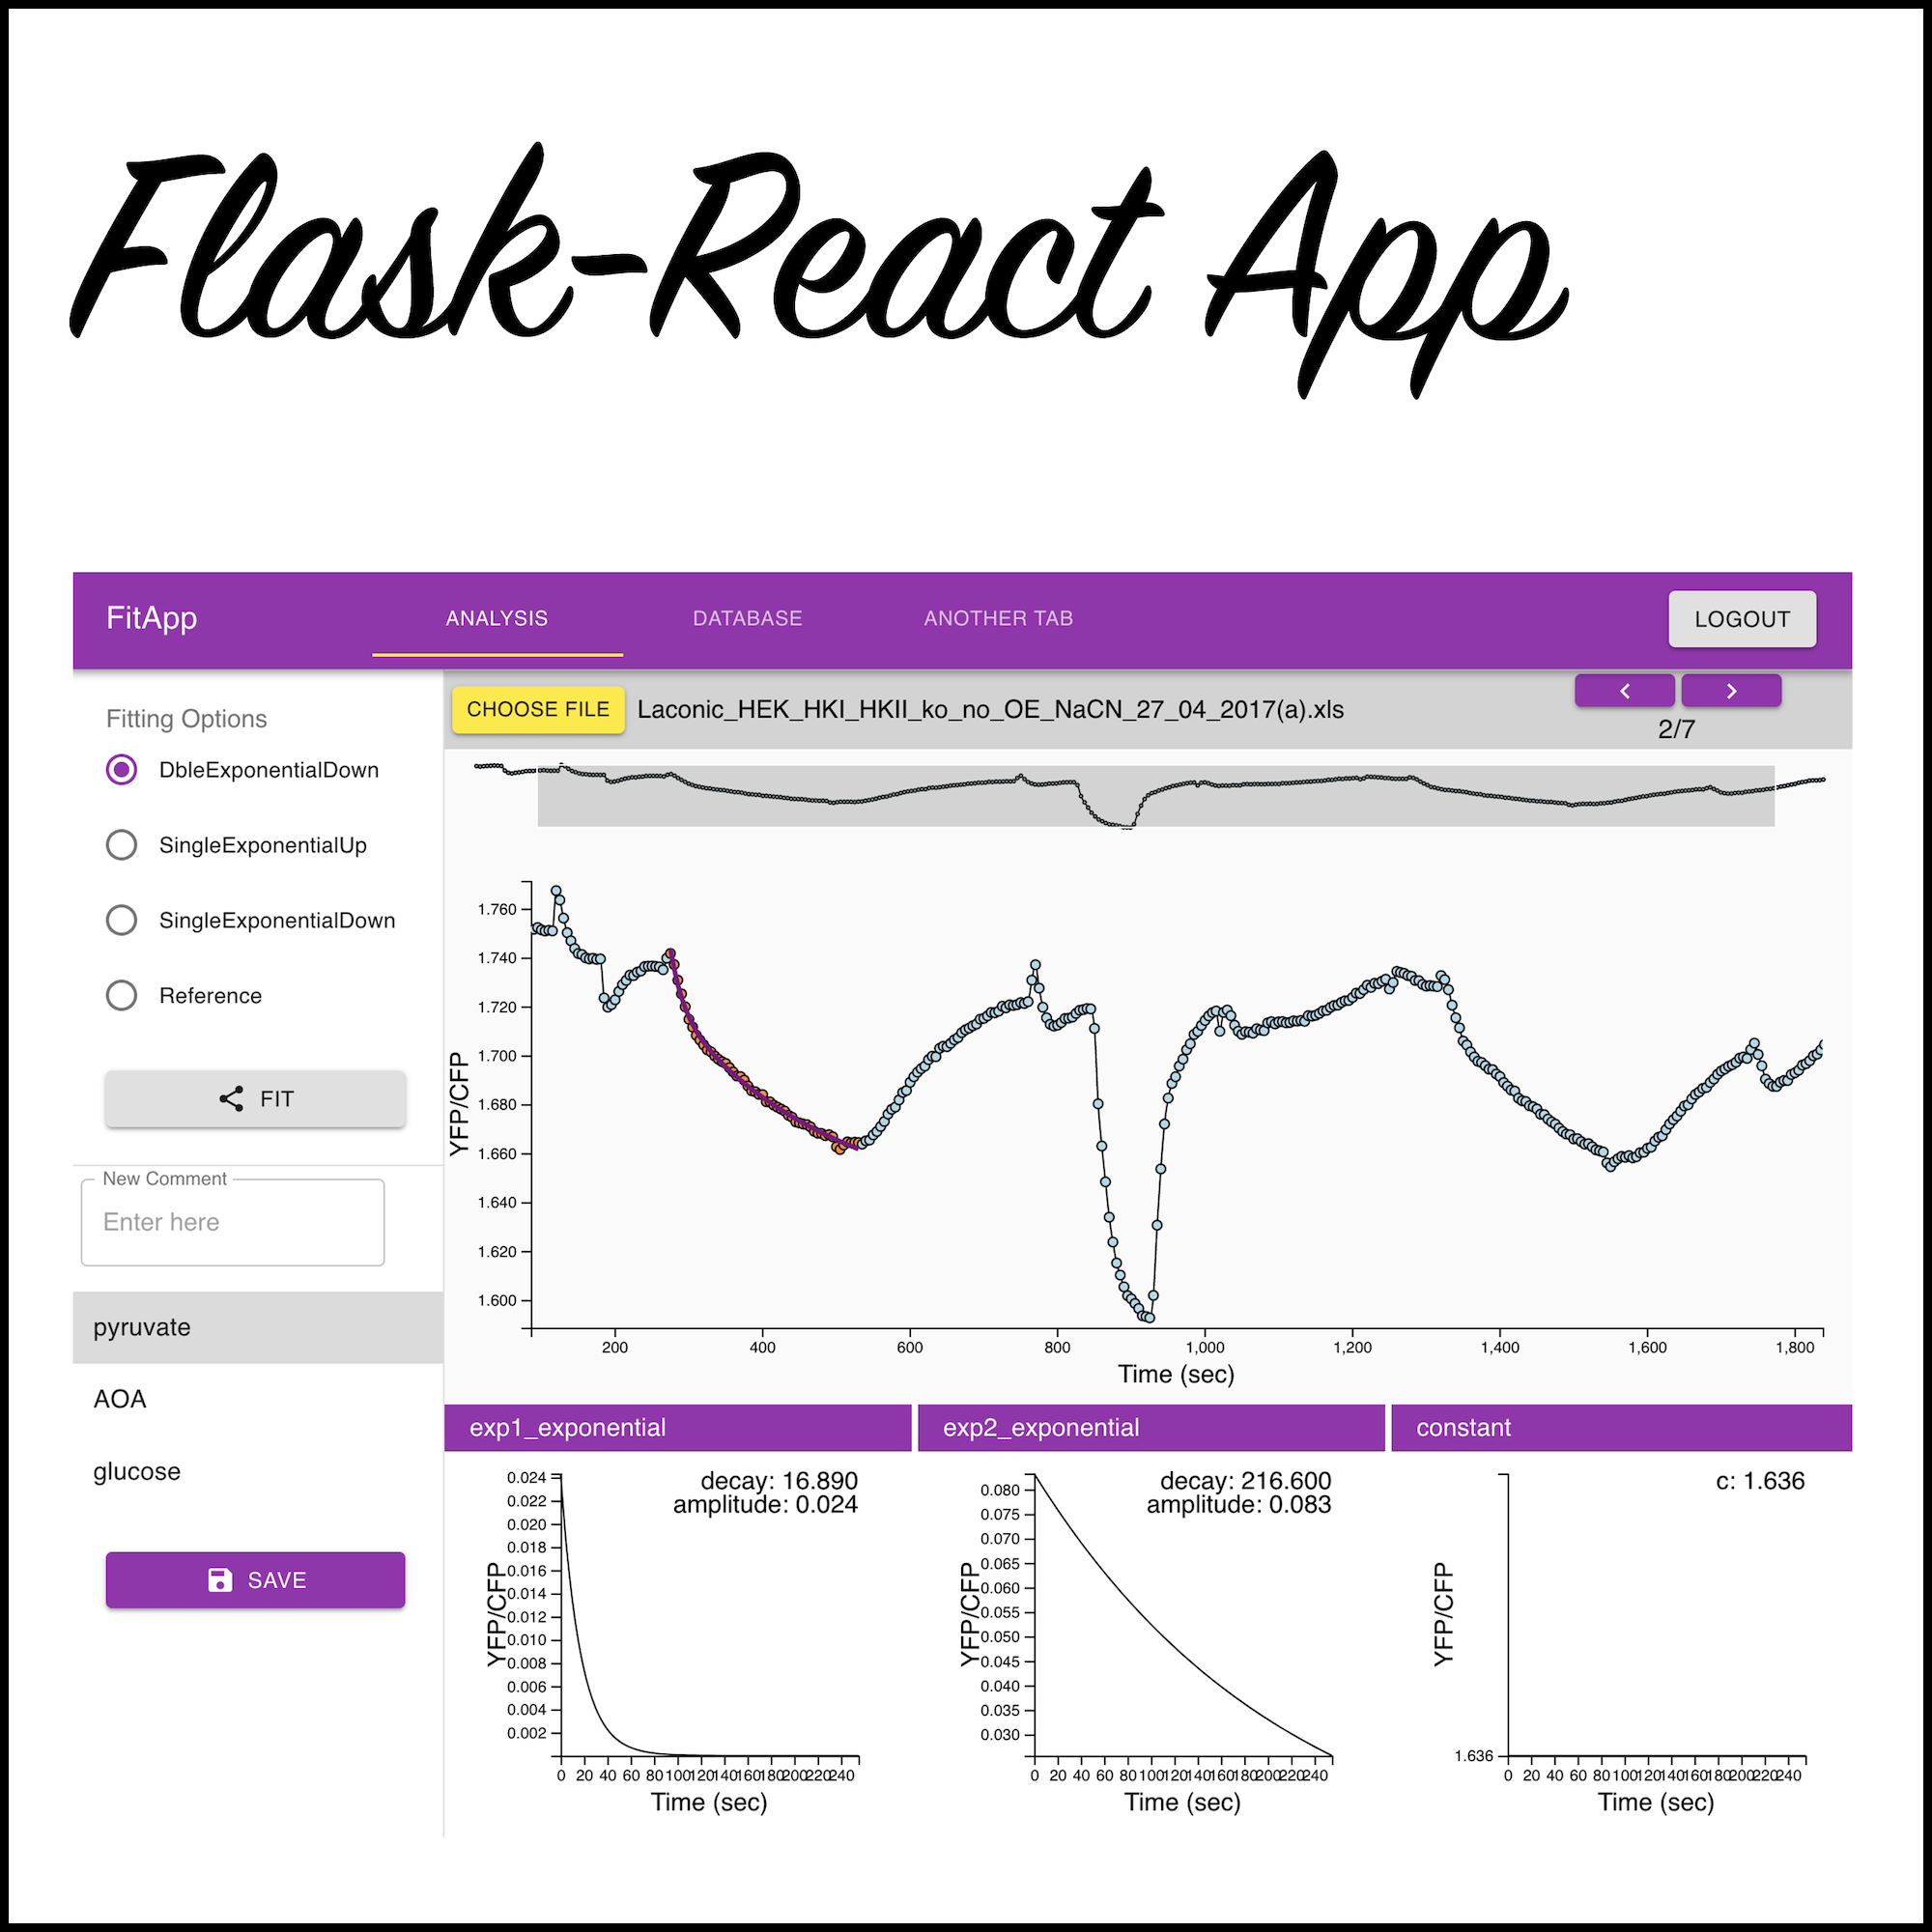 Flask-React App
FitApp
ANALYSIS
DATABASE
ANOTHER TAB
LOGOUT
Fitting Options
DbleExponentialDown
SingleExponentialUp
SingleExponentialDown
Reference
FIT
New Comment
Enter here
pyruvate
AOA
glucose
SAVE
CHOOSE FILE
Laconic_HEK_HKI_HKII_ko_no_OE_NaCN_27_04_2017(a).xls
2/7
YFP/CFP
1.760
1.740
1.720
1.700
1.680
1.660
1.640
1.620
1.600
200 400 600 800 1,000 1,200 1,400 1,600 1,800
Time (sec)
exp1_exponential
decay: 16.890
amplitude: 0.024
YFP/CFP
0.024
0.022
0.020
0.018
0.016
0.014
0.012
0.010
0.008
0.006
0.004
0.002
0 20 40 60 80 100 120 140 160 180 200 220 240
Time (sec)
exp2_exponential
decay: 216.600
amplitude: 0.083
YFP/CFP
0.080
0.075
0.070
0.065
0.060
0.055
0.050
0.045
0.040
0.035
0.030
0 20 40 60 80 100 120 140 160 180 200 220 240
Time (sec)
constant
c: 1.636
YFP/CFP
1.636
0 20 40 60 80 100 120 140 160 180 200 220 240
Time (sec)